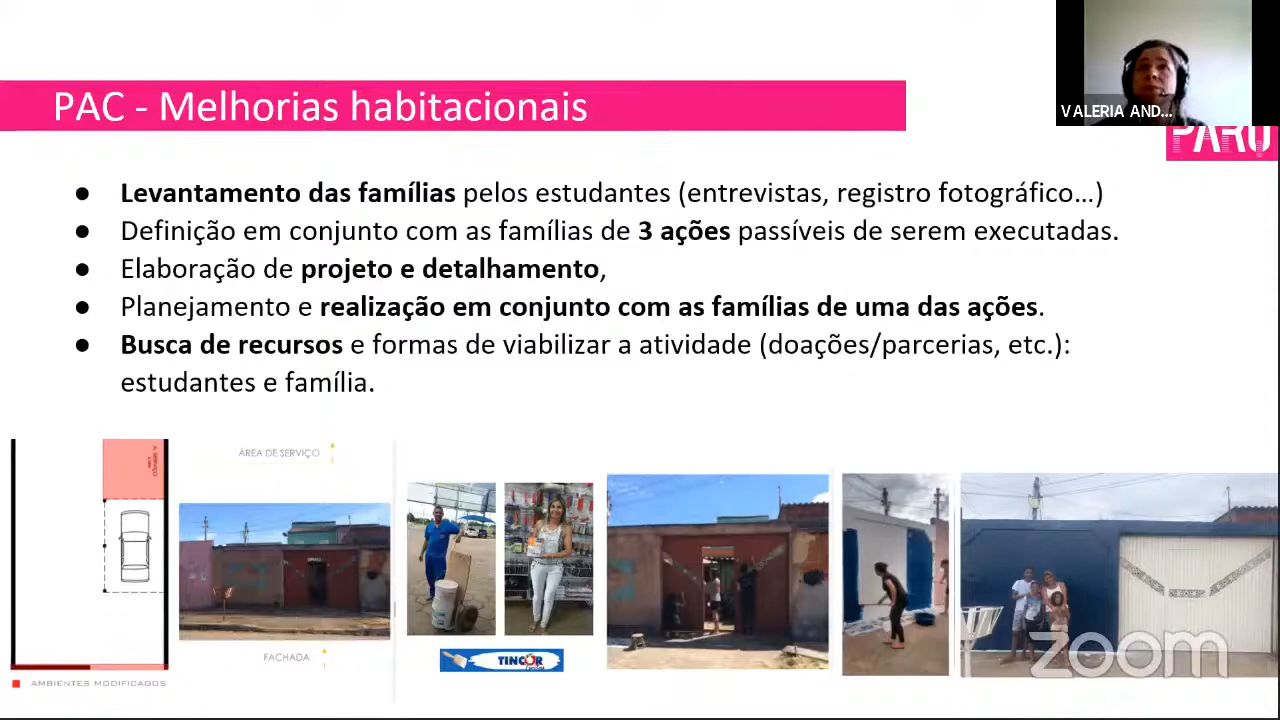 PAC - Melhorias habitacionais
VALERIA AND...
PARQ
● Levantamento das famílias pelos estudantes (entrevistas, registro fotográfico...)
● Definição em conjunto com as famílias de 3 ações passíveis de serem executadas.
● Elaboração de projeto e detalhamento,
● Planejamento e realização em conjunto com as famílias de uma das ações.
● Busca de recursos e formas de viabilizar a atividade (doações/parcerias, etc.):
estudantes e família.
ÁREA DE SERVIÇO
FACHADA
AMBIENTES MODIFICADOS
TINCOR
zoom